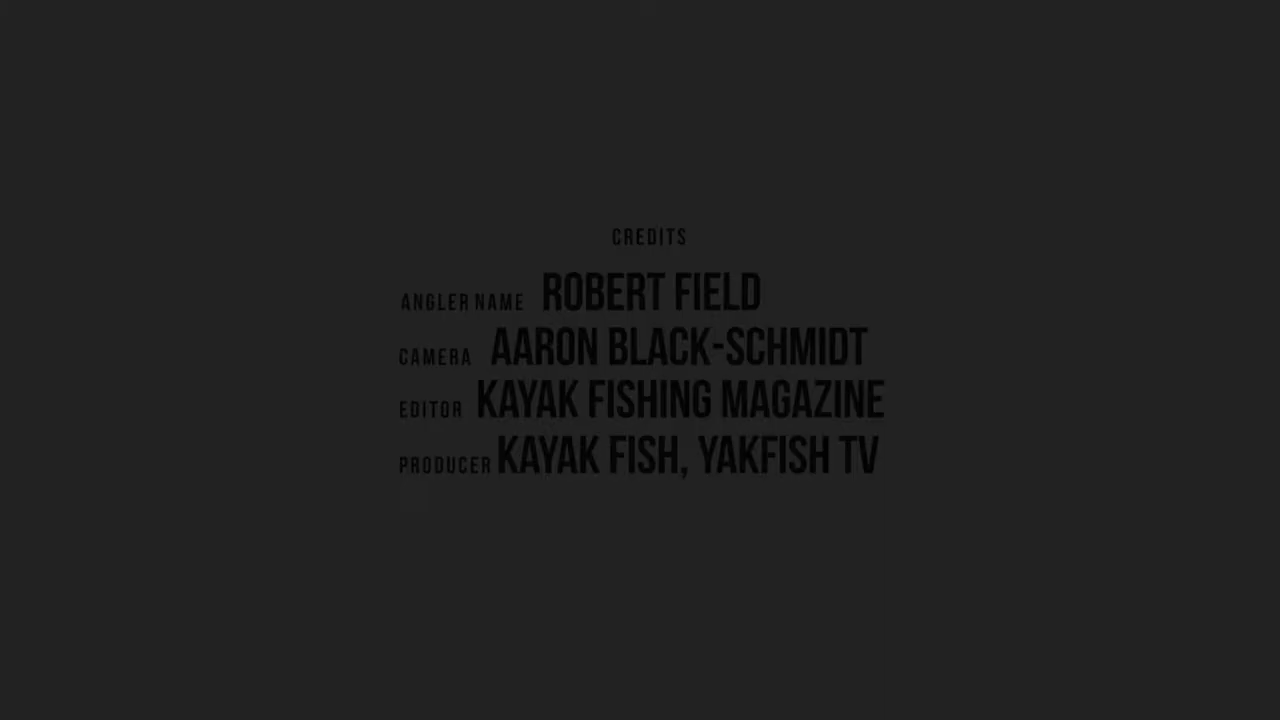 CREDITS
ANGLER NAME ROBERT FIELD
CAMERA AARON BLACK-SCHMIDT
EDITOR KAYAK FISHING MAGAZINE
PRODUCER KAYAK FISH, YAKFISH TV